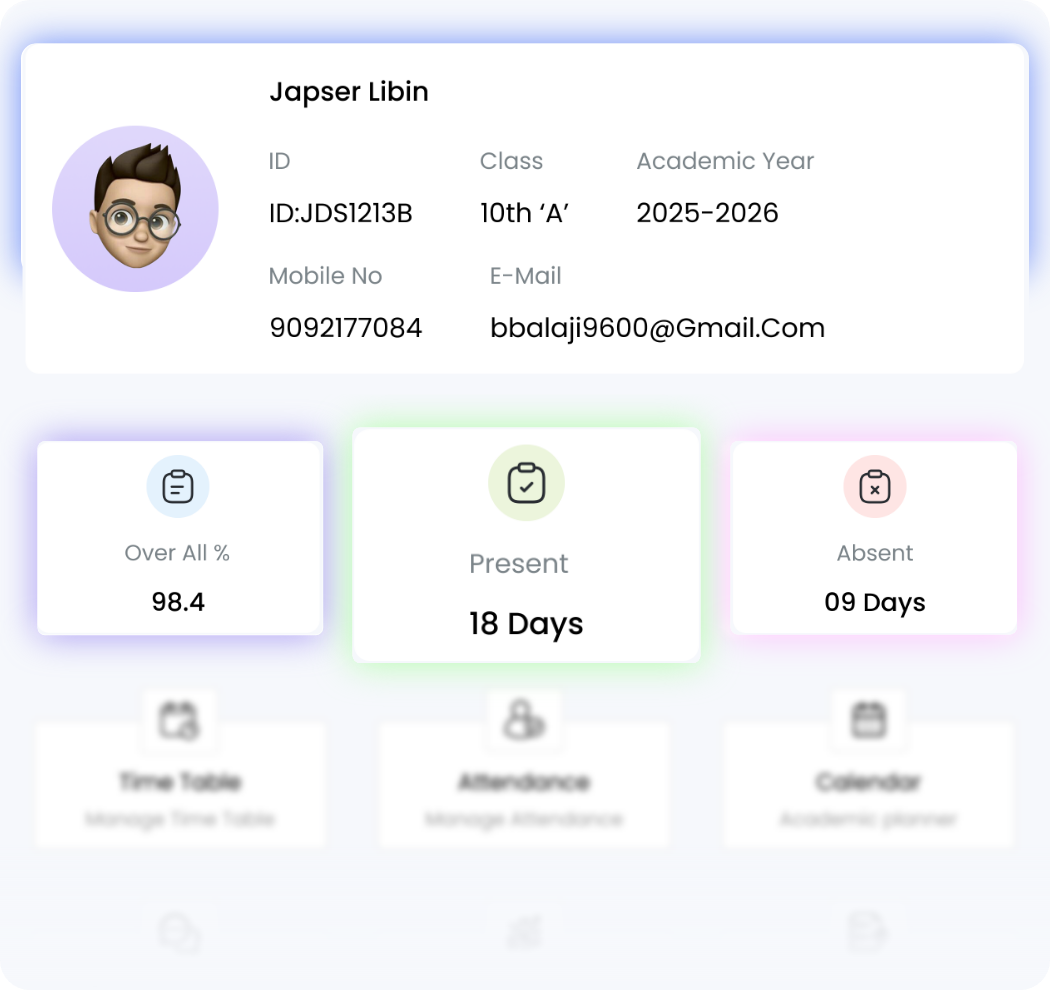 Japser Libin
ID Class Academic Year
ID:JDS1213B 10th ‘A’ 2025-2026
Mobile No E-Mail
9092177084 bbalaji9600@Gmail.Com
Over All % Present Absent
98.4 18 Days 09 Days
Time Table Attendance Calendar
Manage Time Table Manage Attendance Academic planner